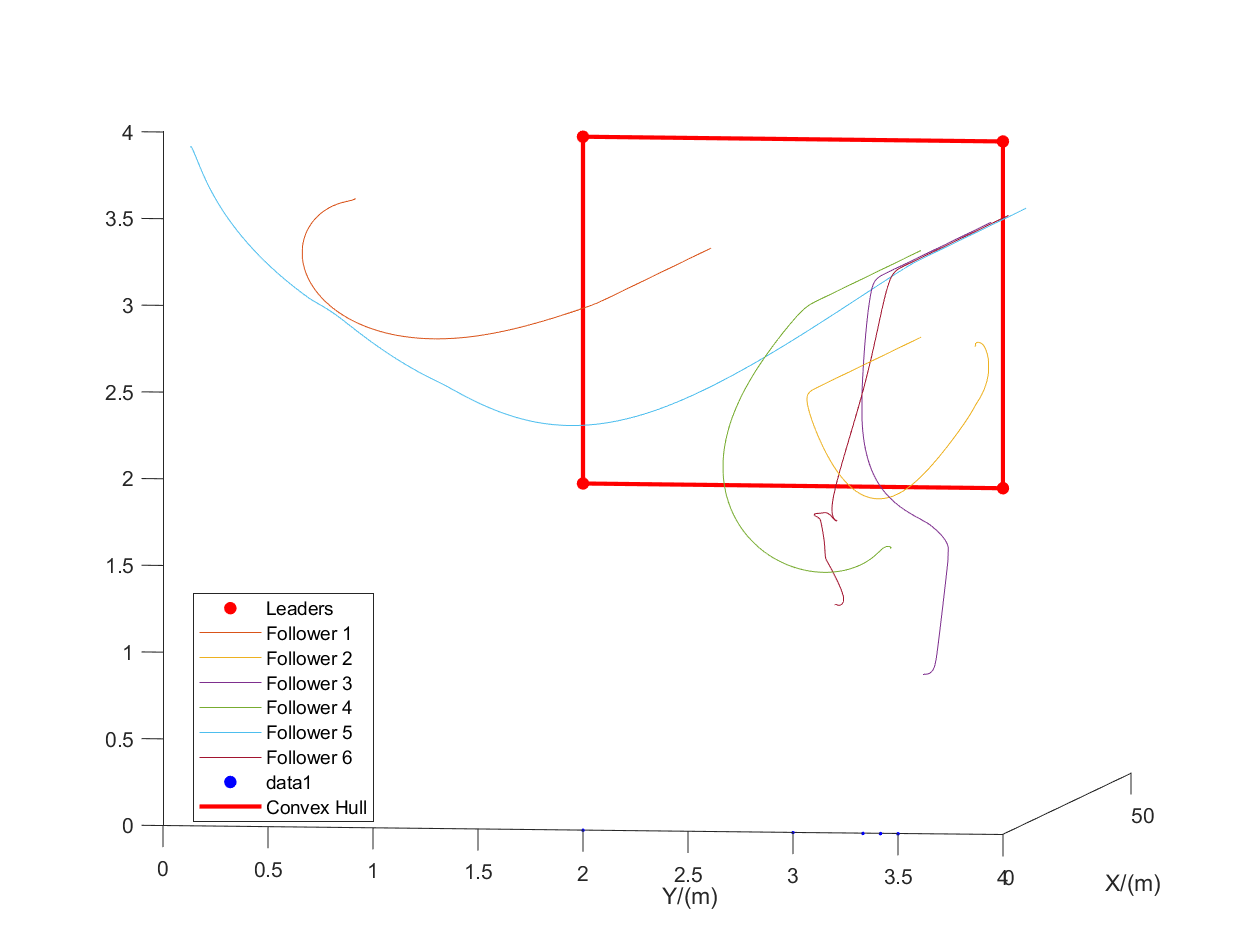 4
3.5
3
2.5
2
1.5
1
0.5
0
Leaders
Follower 1
Follower 2
Follower 3
Follower 4
Follower 5
Follower 6
data1
Convex Hull
0 0.5 1 1.5 2 2.5 3 3.5 4 0
50
Y/(m)
X/(m)